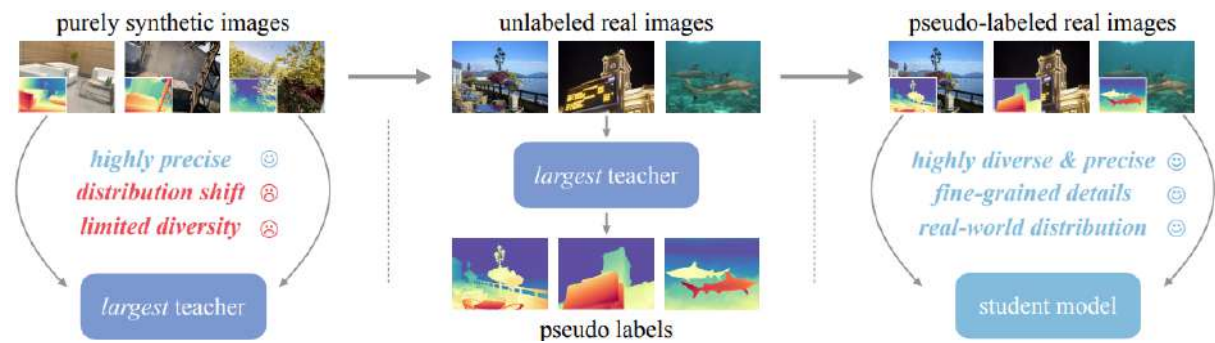 purely synthetic images
unlabeled real images
pseudo-labeled real images
highly precise
distribution shift
limited diversity
largest teacher
largest teacher
pseudo labels
highly diverse & precise
fine-grained details
real-world distribution
student model